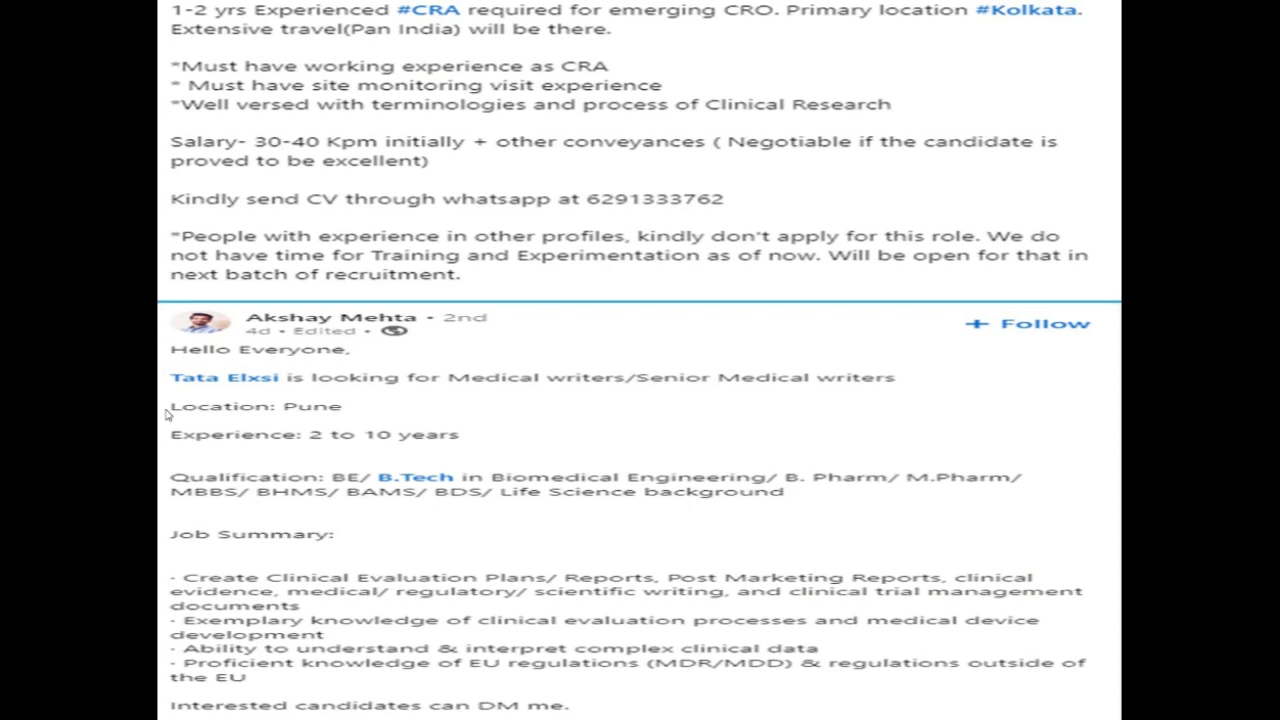 1-2 yrs Experienced #CRA required for emerging CRO. Primary location #Kolkata.
Extensive travel(Pan India) will be there.
*Must have working experience as CRA
* Must have site monitoring visit experience
*Well versed with terminologies and process of Clinical Research
Salary- 30-40 Kpm initially + other conveyances ( Negotiable if the candidate is
proved to be excellent)
Kindly send CV through whatsapp at 6291333762
*People with experience in other profiles, kindly don't apply for this role. We do
not have time for Training and Experimentation as of now. Will be open for that in
next batch of recruitment.
Akshay Mehta • 2nd
4d • Edited •
+ Follow
Hello Everyone,
Tata Elxsi is looking for Medical writers/Senior Medical writers
Location: Pune
Experience: 2 to 10 years
Qualification: BE/ B.Tech in Biomedical Engineering/ B. Pharm/ M.Pharm/
MBBS/ BHMS/ BAMS/ BDS/ Life Science background
Job Summary:
- Create Clinical Evaluation Plans/ Reports, Post Marketing Reports, clinical
evidence, medical/ regulatory/ scientific writing, and clinical trial management
documents
- Exemplary knowledge of clinical evaluation processes and medical device
development
- Ability to understand & interpret complex clinical data
- Proficient knowledge of EU regulations (MDR/MDD) & regulations outside of
the EU
Interested candidates can DM me.